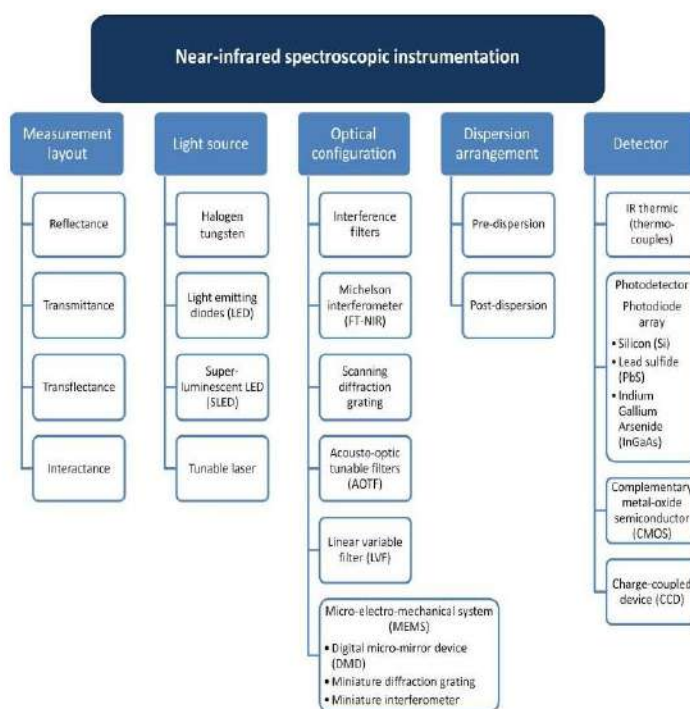 Near-infrared spectroscopic instrumentation
Measurement
layout
Reflectance
Transmittance
Transflectance
Interactance
Light source
Halogen
tungsten
Light emitting
diodes (LED)
Super-
luminescent LED
(SLED)
Tunable laser
Optical
configuration
Interference
filters
Michelson
interferometer
(FT-NIR)
Scanning
diffraction
grating
Acousto-optic
tunable filters
(AOTF)
Linear variable
filter (LVF)
Micro-electro-mechanical system
(MEMS)
• Digital micro-mirror device
(DMD)
• Miniature diffraction grating
• Miniature interferometer
Dispersion
arrangement
Pre-dispersion
Post-dispersion
Detector
IR thermic
(thermo-
couples)
Photodetector
Photodiode
array
• Silicon (Si)
• Lead sulfide
(PbS)
• Indium
Gallium
Arsenide
(InGaAs)
Complementary
metal-oxide
semiconductor
(CMOS)
Charge-coupled
device (CCD)